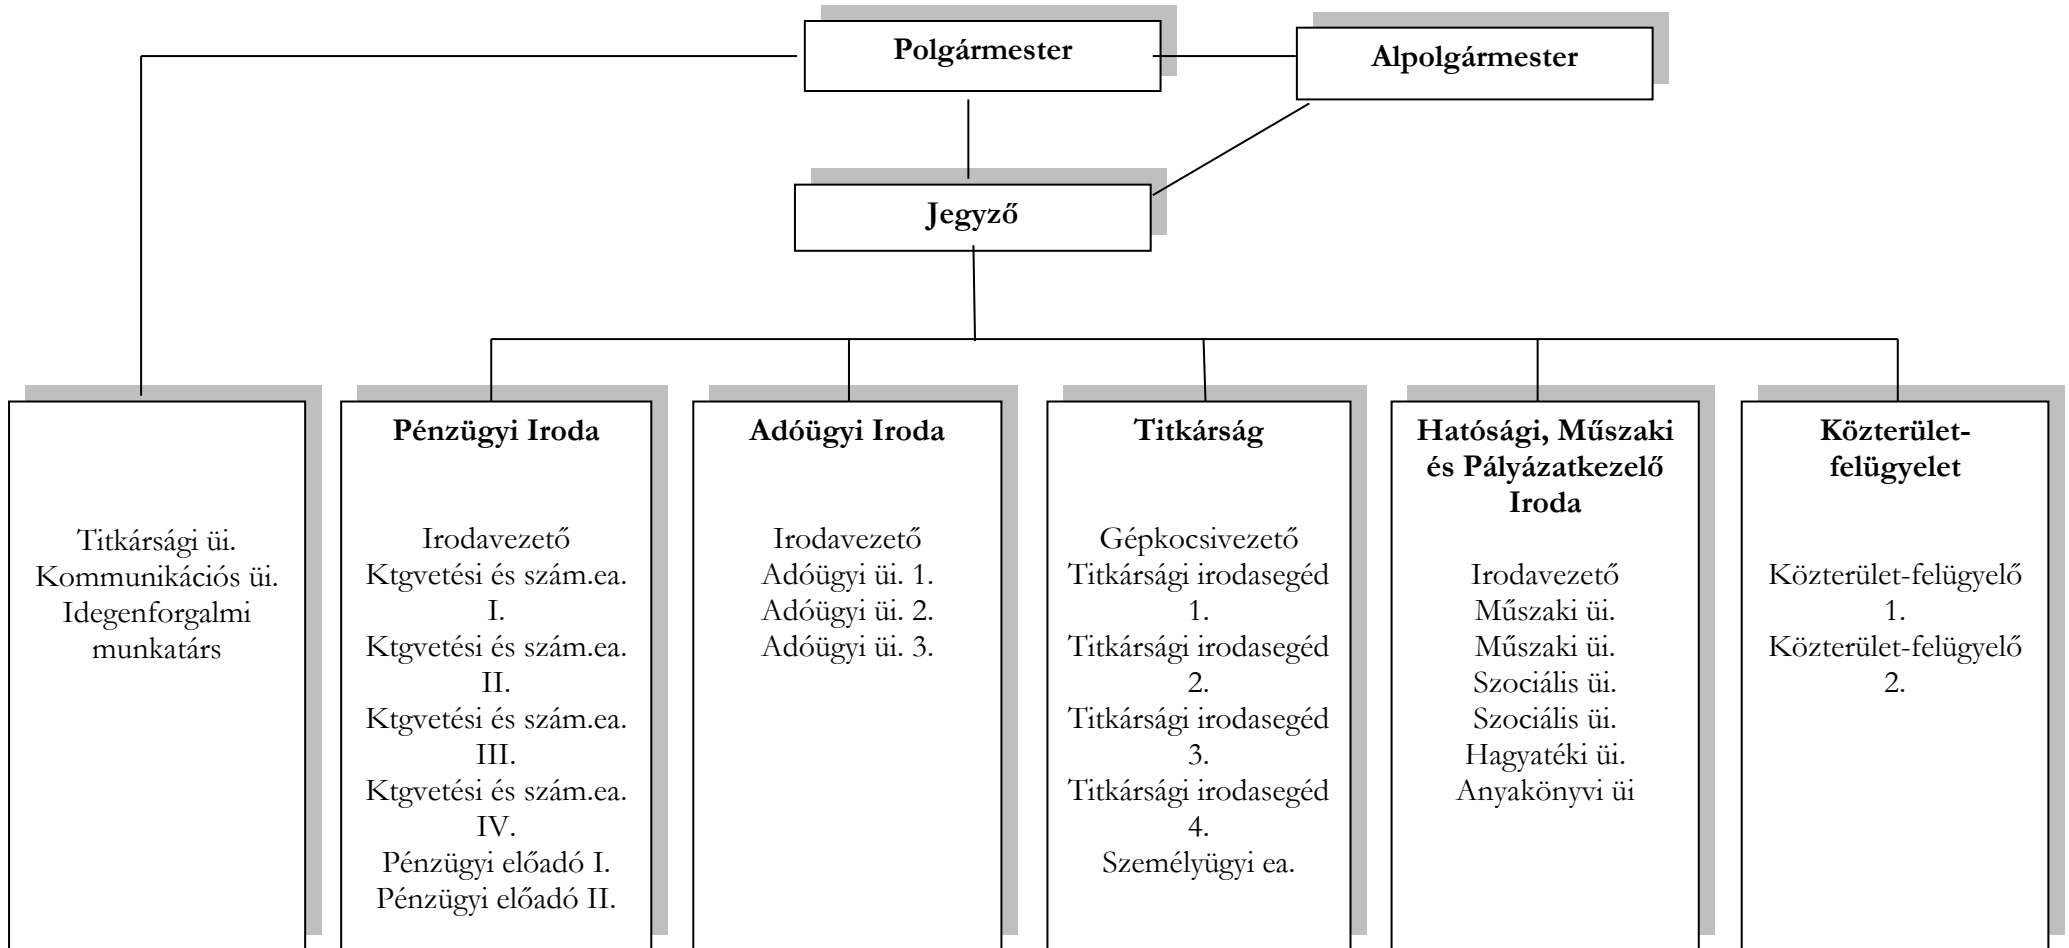 Polgármester
Alpolgármester
Jegyző
Titkársági üi.
Kommunikációs üi.
Idegenforgalmi
munkatárs
Pénzügyi Iroda
Irodavezető
Ktgvetési és szám.ea.
I.
Ktgvetési és szám.ea.
II.
Ktgvetési és szám.ea.
III.
Ktgvetési és szám.ea.
IV.
Pénzügyi előadó I.
Pénzügyi előadó II.
Adóügyi Iroda
Irodavezető
Adóügyi üi. 1.
Adóügyi üi. 2.
Adóügyi üi. 3.
Titkárság
Gépkocsivezető
Titkársági irodasegéd
1.
Titkársági irodasegéd
2.
Titkársági irodasegéd
3.
Titkársági irodasegéd
4.
Személyügyi ea.
Hatósági, Műszaki
és Pályázatkezelő
Iroda
Irodavezető
Műszaki üi.
Műszaki üi.
Szociális üi.
Szociális üi.
Hagyatéki üi.
Anyakönyvi üi
Közterület-
felügyelet
Közterület-felügyelő
1.
Közterület-felügyelő
2.